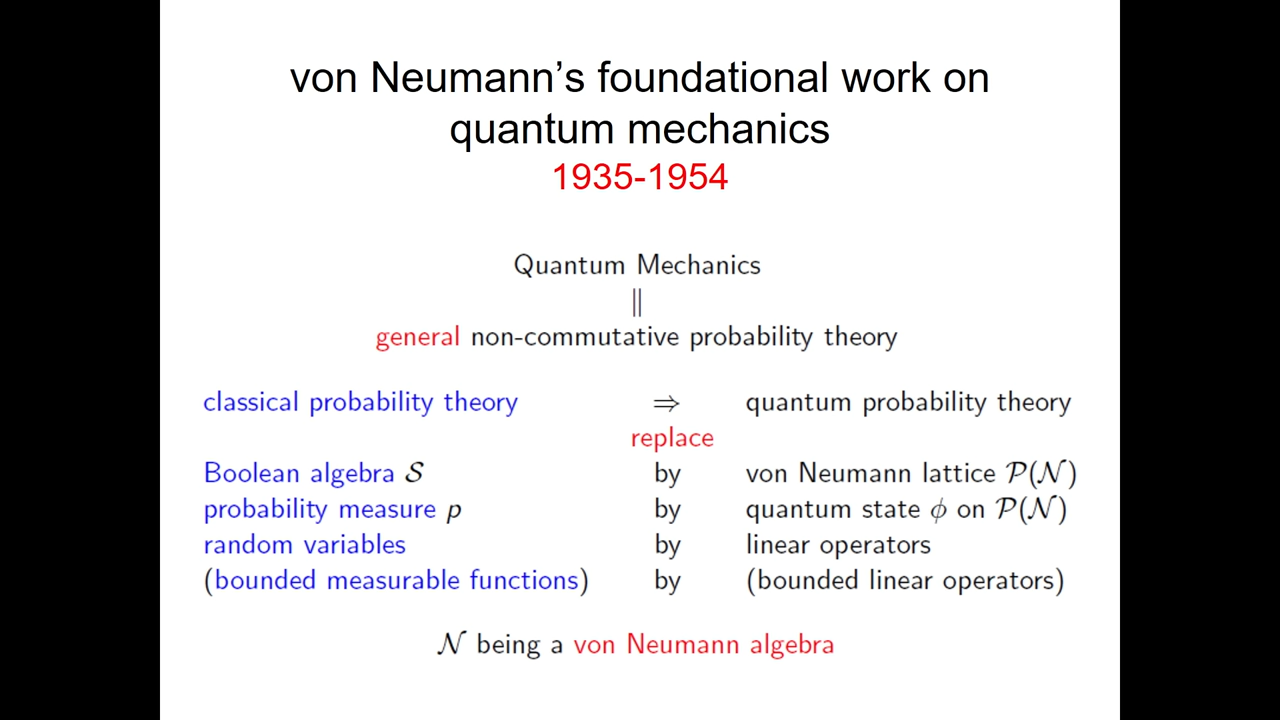 von Neumann’s foundational work on
quantum mechanics
1935-1954
Quantum Mechanics
||
general non-commutative probability theory
classical probability theory ⇒ quantum probability theory
replace
Boolean algebra 𝒮 by von Neumann lattice 𝒫(𝒩)
probability measure p by quantum state ϕ on 𝒫(𝒩)
random variables by linear operators
(bounded measurable functions) by (bounded linear operators)
𝒩 being a von Neumann algebra